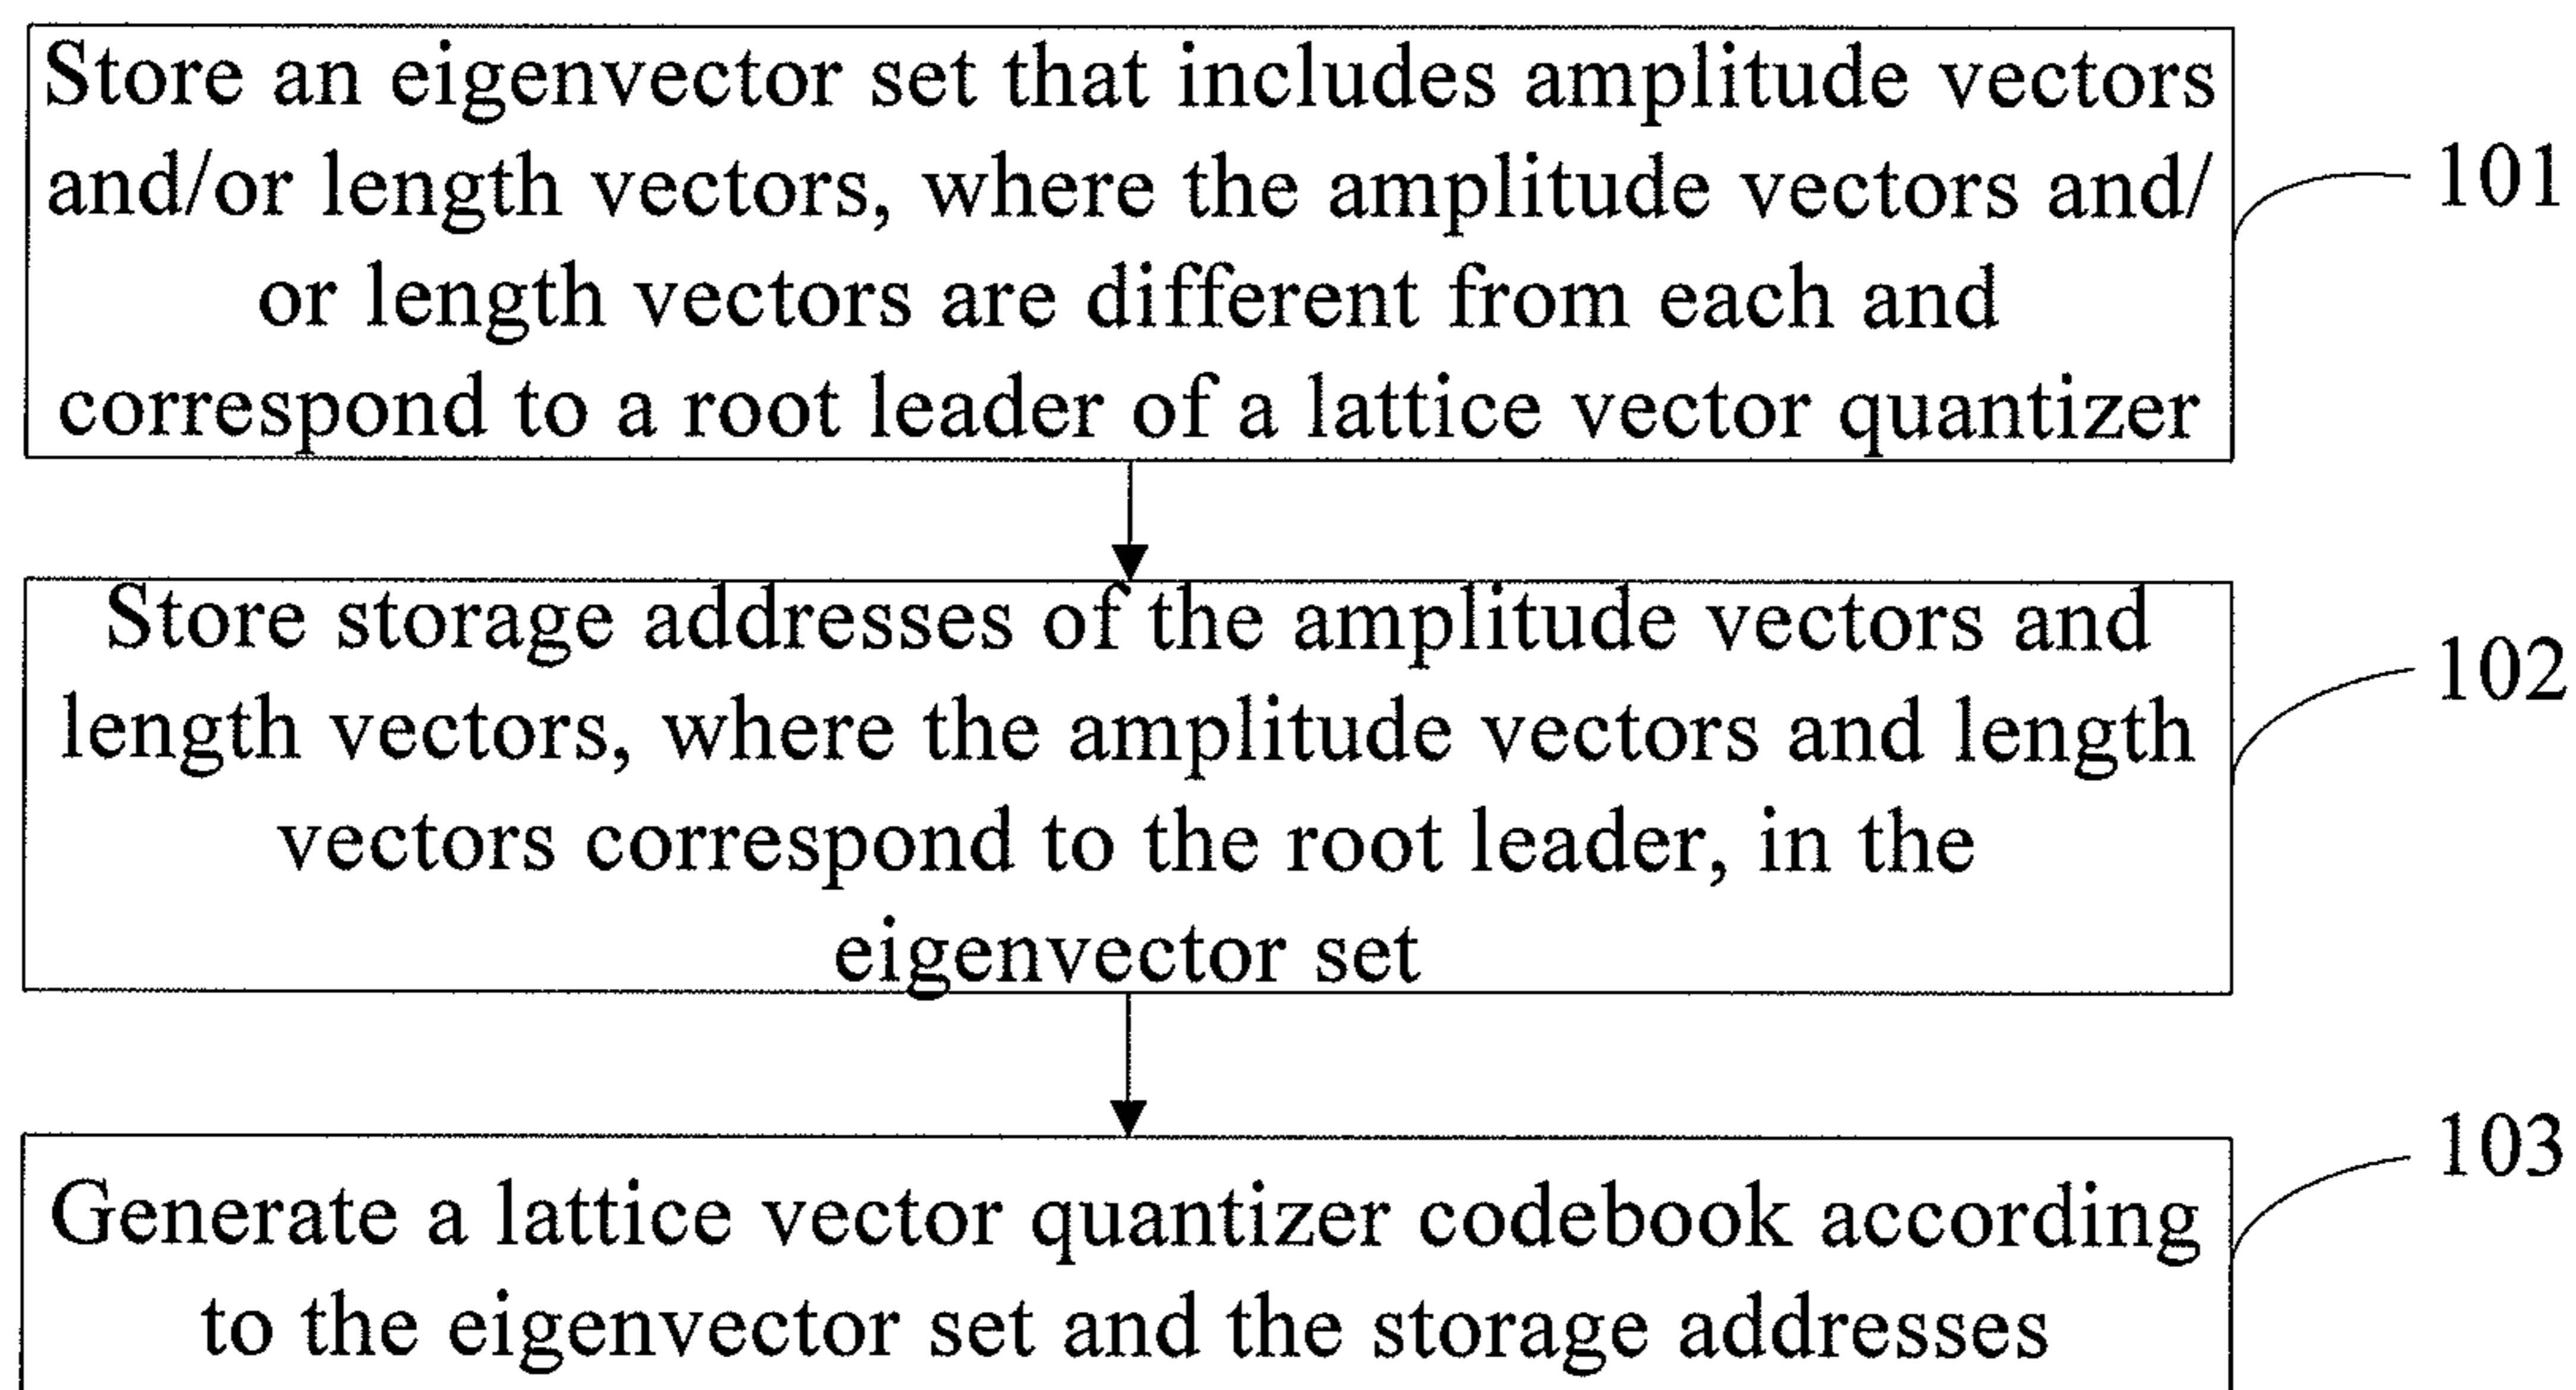 Store an eigenvector set that includes amplitude vectors
and/or length vectors, where the amplitude vectors and/
or length vectors are different from each and
correspond to a root leader of a lattice vector quantizer
101
Store storage addresses of the amplitude vectors and
length vectors, where the amplitude vectors and length
vectors correspond to the root leader, in the
eigenvector set
102
Generate a lattice vector quantizer codebook according
to the eigenvector set and the storage addresses
103